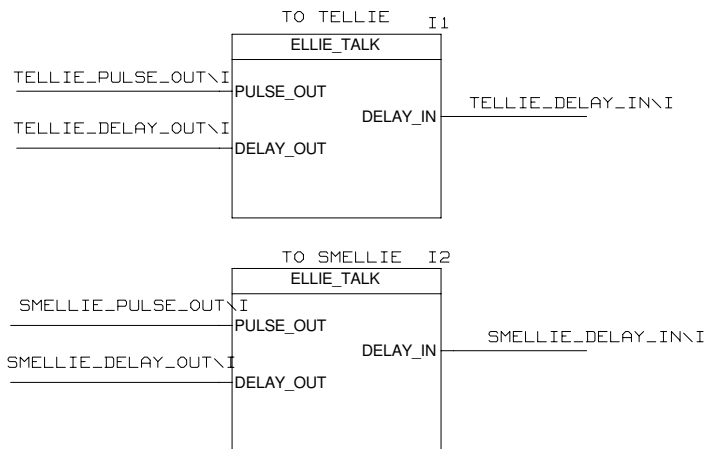 TO TELLIE I1
ELLIE_TALK
TELLIE_PULSE_OUT\I
PULSE_OUT
DELAY_IN
TELLIE_DELAY_IN\I
TELLIE_DELAY_OUT\I
DELAY_OUT
TO SMELLIE I2
ELLIE_TALK
SMELLIE_PULSE_OUT\I
PULSE_OUT
DELAY_IN
SMELLIE_DELAY_IN\I
SMELLIE_DELAY_OUT\I
DELAY_OUT